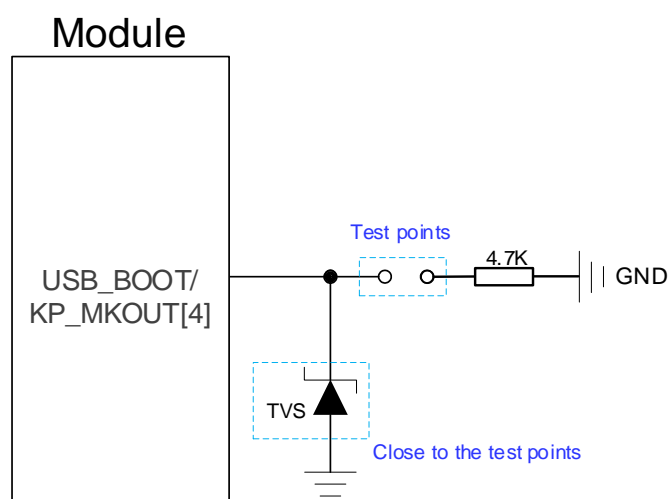 Module
USB_BOOT/
KP_MKOUT[4]
Test points
4.7K
GND
TVS
Close to the test points